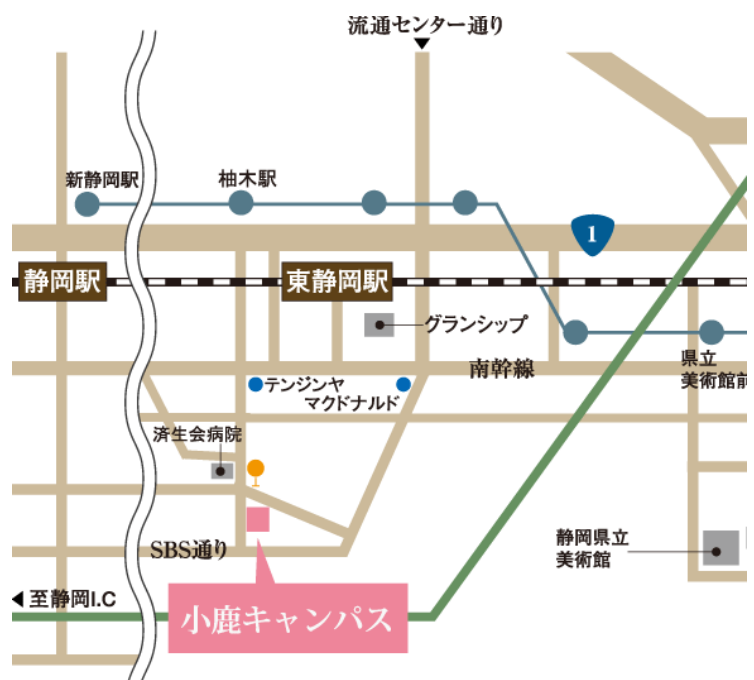 流通センター通り
新静岡駅
柚木駅
1
静岡駅
東静岡駅
グランシップ
南幹線
県立
美術館前
テンジンヤ
マクドナルド
済生会病院
SBS通り
静岡県立
美術館
至静岡I.C
小鹿キャンパス